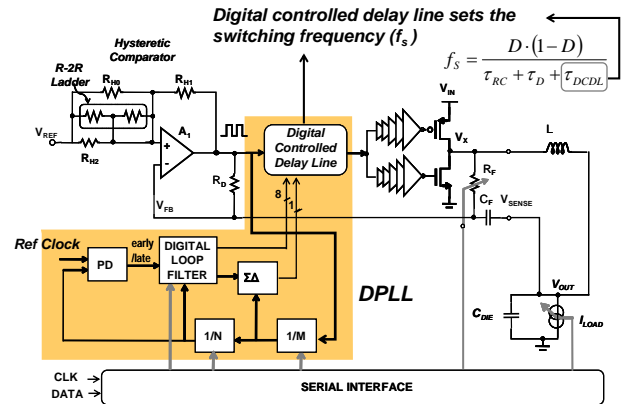 Digital controlled delay line sets the
switching frequency (fs)
fS = D·(1−D) / τRC + τD + τDCDL
Hysteretic
Comparator
R-2R
Ladder
RH0
RH1
VREF
RH2
A1
+
-
VFB
RD
Digital
Controlled
Delay Line
8
1
VIN
VX
L
RF
CF
VSENSE
Ref Clock
PD
early
/late
DIGITAL
LOOP
FILTER
ΣΔ
DPLL
1/N
1/M
VOUT
CDIE
ILOAD
CLK
DATA
SERIAL INTERFACE